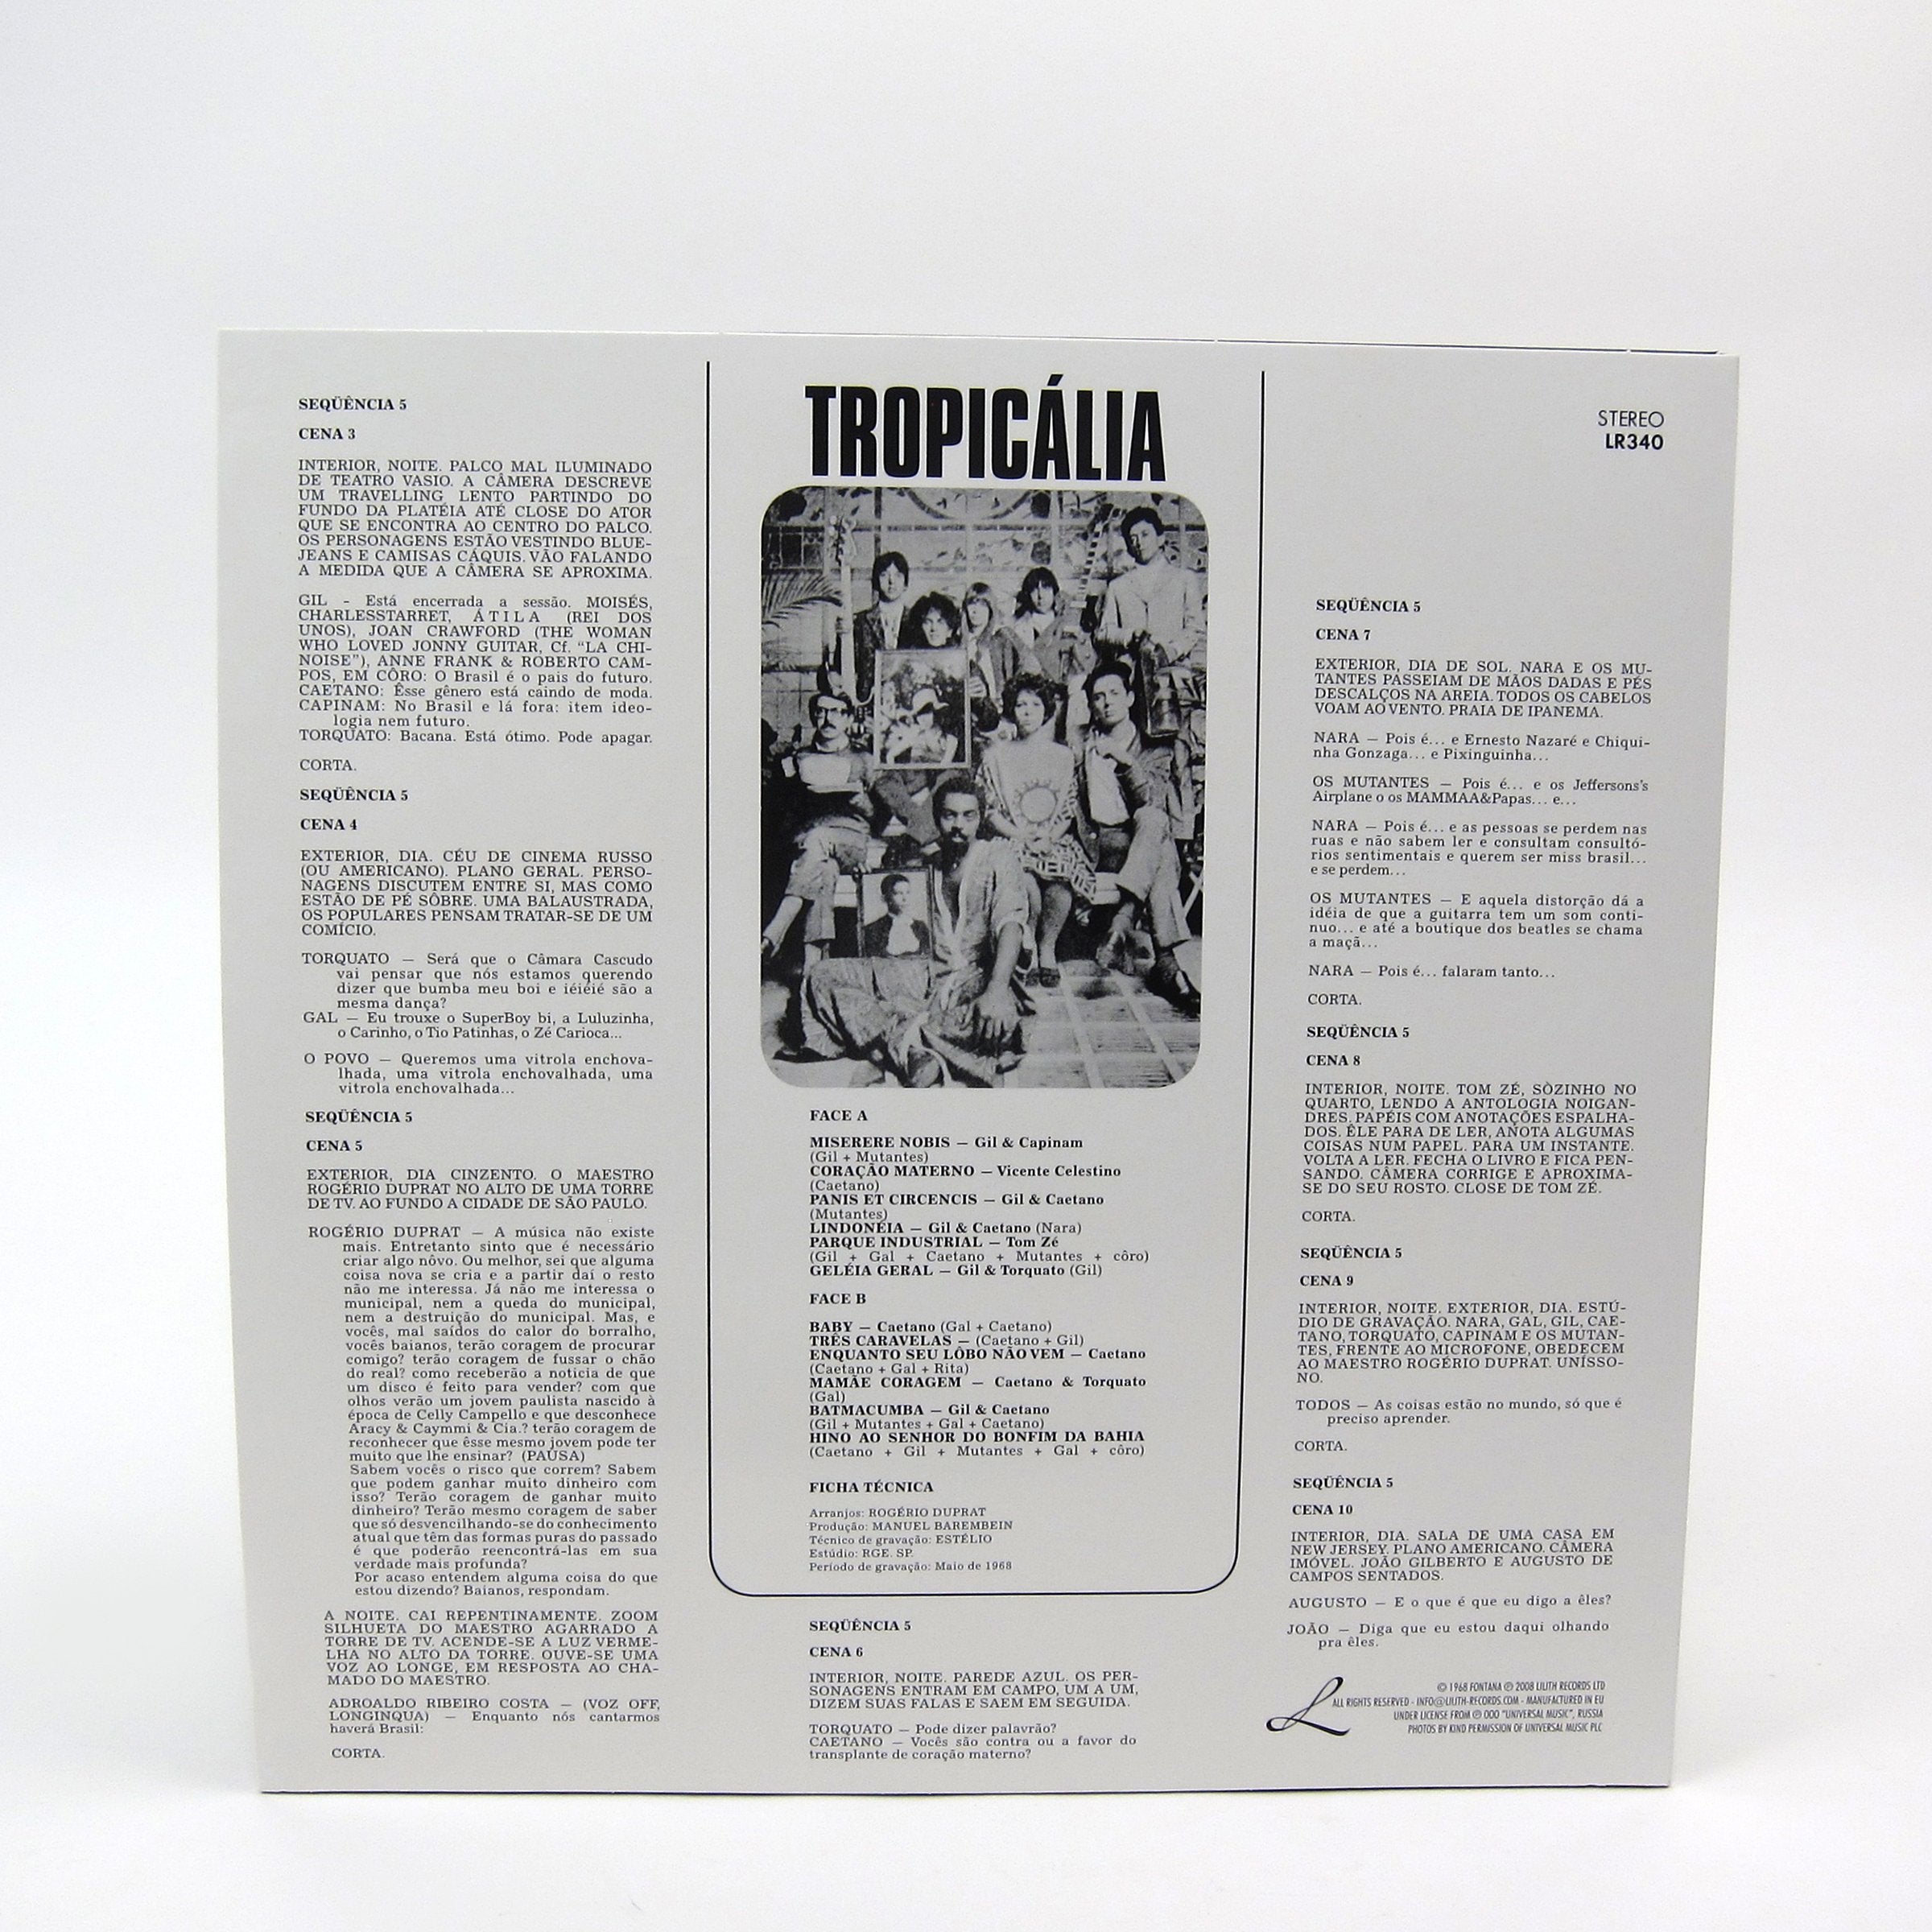 SEQÜÊNCIA 5
CENA 3
INTERIOR, NOITE. PALCO MAL ILUMINADO
DE TEATRO VASIO. A CÂMERA DESCREVE
UM TRAVELLING LENTO PARTINDO DO
FUNDO DA PLATÉIA ATÉ CLOSE DO ATOR
QUE SE ENCONTRA AO CENTRO DO PALCO.
OS PERSONAGENS ESTÃO VESTINDO BLUE-
JEANS E CAMISAS CÁQUIS. VÃO FALANDO
A MEDIDA QUE A CÂMERA SE APROXIMA.
GIL - Está encerrada a sessão. MOISÉS,
CHARLESSTARRET, ÁTILA (REI DOS
UNOS), JOAN CRAWFORD (THE WOMAN
WHO LOVED JONNY GUITAR, Cf. "LA CHI-
NOISE"), ANNE FRANK & ROBERTO CAM-
POS, EM CÔRO: O Brasil é o pais do futuro.
CAETANO: Êsse gênero está caindo de moda.
CAPINAM: No Brasil e lá fora: item ideo-
logia nem futuro.
TORQUATO: Bacana. Está ótimo. Pode apagar.
CORTA.
SEQÜÊNCIA 5
CENA 4
EXTERIOR, DIA. CÉU DE CINEMA RUSSO
(OU AMERICANO). PLANO GERAL. PERSO-
NAGENS DISCUTEM ENTRE SI, MAS COMO
ESTÃO DE PÉ SÔBRE. UMA BALAUSTRADA,
OS POPULARES PENSAM TRATAR-SE DE UM
COMÍCIO.
TORQUATO — Será que o Câmara Cascudo
vai pensar que nós estamos querendo
dizer que bumba meu boi e iéiéié são a
mesma dança?
GAL — Eu trouxe o SuperBoy bi, a Luluzinha,
o Carinho, o Tio Patinhas, o Zé Carioca...
O POVO — Queremos uma vitrola enchova-
lhada, uma vitrola enchovalhada, uma
vitrola enchovalhada...
SEQÜÊNCIA 5
CENA 5
EXTERIOR, DIA CINZENTO. O MAESTRO
ROGÉRIO DUPRAT NO ALTO DE UMA TORRE
DE TV. AO FUNDO A CIDADE DE SÃO PAULO.
ROGÉRIO DUPRAT — A música não existe
mais. Entretanto sinto que é necessário
criar algo nôvo. Ou melhor, sei que alguma
coisa nova se cria e a partir daí o resto
não me interessa. Já não me interessa o
municipal, nem a queda do municipal,
nem a destruição do municipal. Mas, e
vocês, mal saídos do calor do borralho,
vocês baianos, terão coragem de procurar
comigo? terão coragem de fussar o chão
do real? como receberão a noticia de que
um disco é feito para vender? com que
olhos verão um jovem paulista nascido à
época de Celly Campello e que desconhece
Aracy & Caymmi & Cia.? terão coragem de
reconhecer que êsse mesmo jovem pode ter
muito que lhe ensinar? (PAUSA)
Sabem vocês o risco que correm? Sabem
que podem ganhar muito dinheiro com
isso? Terão coragem de ganhar muito
dinheiro? Terão mesmo coragem de saber
que só desvencilhando-se do conhecimento
atual que têm das formas puras do passado
é que poderão reencontrá-las em sua
verdade mais profunda?
Por acaso entendem alguma coisa do que
estou dizendo? Baianos, respondam.
A NOITE. CAI REPENTINAMENTE. ZOOM
SILHUETA DO MAESTRO AGARRADO A
TORRE DE TV. ACENDE-SE A LUZ VERME-
LHA NO ALTO DA TORRE. OUVE-SE UMA
VOZ AO LONGE, EM RESPOSTA AO CHA-
MADO DO MAESTRO.
ADROALDO RIBEIRO COSTA — (VOZ OFF,
LONGINQUA) — Enquanto nós cantarmos
haverá Brasil:
CORTA.
TROPICÁLIA
FACE A
MISERERE NOBIS — Gil & Capinam
(Gil + Mutantes)
CORAÇÃO MATERNO — Vicente Celestino
(Caetano)
PANIS ET CIRCENCIS — Gil & Caetano
(Mutantes)
LINDONÉIA — Gil & Caetano (Nara)
PARQUE INDUSTRIAL — Tom Zé
(Gil + Gal + Caetano + Mutantes + côro)
GELÉIA GERAL — Gil & Torquato (Gil)
FACE B
BABY — Caetano (Gal + Caetano)
TRÊS CARAVELAS — (Caetano + Gil)
ENQUANTO SEU LÔBO NÃO VEM — Caetano
(Caetano + Gal + Rita)
MAMÃE CORAGEM — Caetano & Torquato
(Gal)
BATMACUMBA — Gil & Caetano
(Gil + Mutantes + Gal + Caetano)
HINO AO SENHOR DO BONFIM DA BAHIA
(Caetano + Gil + Mutantes + Gal + côro)
FICHA TÉCNICA
Arranjos: ROGÉRIO DUPRAT
Produção: MANUEL BAREMBEIN
Técnico de gravação: ESTÉLIO
Estúdio: RGE. SP.
Período de gravação: Maio de 1968
SEQÜÊNCIA 5
CENA 6
INTERIOR, NOITE. PAREDE AZUL. OS PER-
SONAGENS ENTRAM EM CAMPO, UM A UM,
DIZEM SUAS FALAS E SAEM EM SEGUIDA.
TORQUATO — Pode dizer palavrão?
CAETANO — Vocês são contra ou a favor do
transplante de coração materno?
STEREO
LR340
SEQÜÊNCIA 5
CENA 7
EXTERIOR, DIA DE SOL. NARA E OS MU-
TANTES PASSEIAM DE MÃOS DADAS E PÉS
DESCALÇOS NA AREIA. TODOS OS CABELOS
VOAM AO VENTO. PRAIA DE IPANEMA.
NARA — Pois é... e Ernesto Nazaré e Chiqui-
nha Gonzaga... e Pixinguinha...
OS MUTANTES — Pois é... e os Jeffersons's
Airplane o os MAMMAA&Papas... e...
NARA — Pois é... e as pessoas se perdem nas
ruas e não sabem ler e consultam consultó-
rios sentimentais e querem ser miss brasil...
e se perdem...
OS MUTANTES — E aquela distorção dá a
idéia de que a guitarra tem um som conti-
nuo... e até a boutique dos beatles se chama
a maçã...
NARA — Pois é... falaram tanto...
CORTA.
SEQÜÊNCIA 5
CENA 8
INTERIOR, NOITE. TOM ZÉ, SÒZINHO NO
QUARTO, LENDO A ANTOLOGIA NOIGAN-
DRES, PAPÉIS COM ANOTAÇÕES ESPALHA-
DOS. ÊLE PARA DE LER, ANOTA ALGUMAS
COISAS NUM PAPEL. PARA UM INSTANTE.
VOLTA A LER. FECHA O LIVRO E FICA PEN-
SANDO. CÂMERA CORRIGE E APROXIMA-
SE DO SEU ROSTO. CLOSE DE TOM ZÉ.
CORTA.
SEQÜÊNCIA 5
CENA 9
INTERIOR, NOITE. EXTERIOR, DIA. ESTÚ-
DIO DE GRAVAÇÃO. NARA, GAL, GIL, CAE-
TANO, TORQUATO, CAPINAM E OS MUTAN-
TES, FRENTE AO MICROFONE, OBEDECEM
AO MAESTRO ROGÉRIO DUPRAT. UNÍSSO-
NO.
TODOS — As coisas estão no mundo, só que é
preciso aprender.
CORTA.
SEQÜÊNCIA 5
CENA 10
INTERIOR, DIA. SALA DE UMA CASA EM
NEW JERSEY. PLANO AMERICANO. CÂMERA
IMÓVEL. JOÃO GILBERTO E AUGUSTO DE
CAMPOS SENTADOS.
AUGUSTO — E o que é que eu digo a êles?
JOÃO — Diga que eu estou daqui olhando
pra êles.
L
© 1968 FONTANA ℗ 2008 LILITH RECORDS LTD
ALL RIGHTS RESERVED - INFO@LILITH-RECORDS.COM - MANUFACTURED IN EU
UNDER LICENSE FROM ℗ OOO "UNIVERSAL MUSIC", RUSSIA
PHOTOS BY KIND PERMISSION OF UNIVERSAL MUSIC PLC